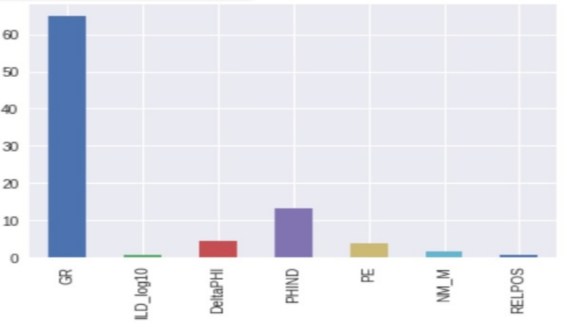 60
50
40
30
20
10
0
GR
ILD_log10
DeltaPHI
PHIND
PE
NM_M
RELPOS